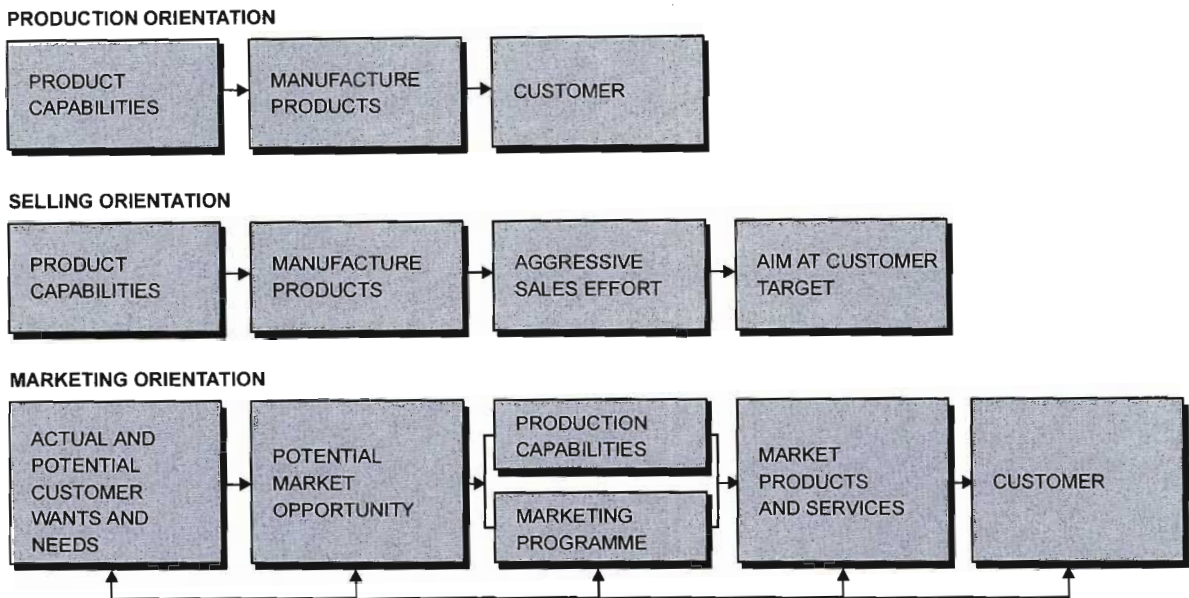 PRODUCTION ORIENTATION
PRODUCT
CAPABILITIES
MANUFACTURE
PRODUCTS
CUSTOMER
SELLING ORIENTATION
PRODUCT
CAPABILITIES
MANUFACTURE
PRODUCTS
AGGRESSIVE
SALES EFFORT
AIM AT CUSTOMER
TARGET
MARKETING ORIENTATION
ACTUAL AND
POTENTIAL
CUSTOMER
WANTS AND
NEEDS
POTENTIAL
MARKET
OPPORTUNITY
PRODUCTION
CAPABILITIES
MARKETING
PROGRAMME
MARKET
PRODUCTS
AND SERVICES
CUSTOMER